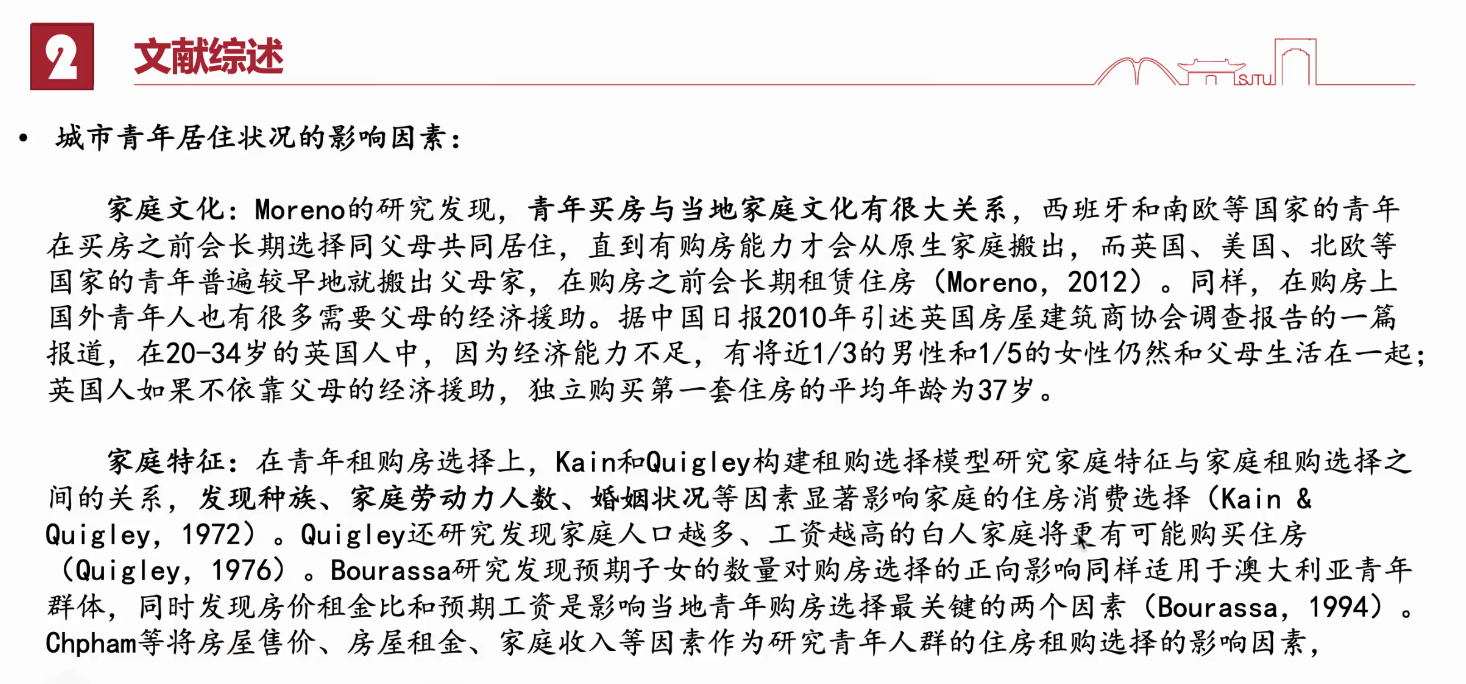 2
文献综述
SJTU
• 城市青年居住状况的影响因素：
家庭文化：Moreno的研究发现，青年买房与当地家庭文化有很大关系，西班牙和南欧等国家的青年
在买房之前会长期选择同父母共同居住，直到有购房能力才会从原生家庭搬出，而英国、美国、北欧等
国家的青年普遍较早地就搬出父母家，在购房之前会长期租赁住房（Moreno，2012）。同样，在购房上
国外青年人也有很多需要父母的经济援助。据中国日报2010年引述英国房屋建筑商协会调查报告的一篇
报道，在20-34岁的英国人中，因为经济能力不足，有将近1/3的男性和1/5的女性仍然和父母生活在一起；
英国人如果不依靠父母的经济援助，独立购买第一套住房的平均年龄为37岁。
家庭特征：在青年租购房选择上，Kain和Quigley构建租购选择模型研究家庭特征与家庭租购选择之
间的关系，发现种族、家庭劳动力人数、婚姻状况等因素显著影响家庭的住房消费选择（Kain &
Quigley，1972）。Quigley还研究发现家庭人口越多、工资越高的白人家庭将更有可能购买住房
（Quigley，1976）。Bourassa研究发现预期子女的数量对购房选择的正向影响同样适用于澳大利亚青年
群体，同时发现房价租金比和预期工资是影响当地青年购房选择最关键的两个因素（Bourassa，1994）。
Chpham等将房屋售价、房屋租金、家庭收入等因素作为研究青年人群的住房租购选择的影响因素，